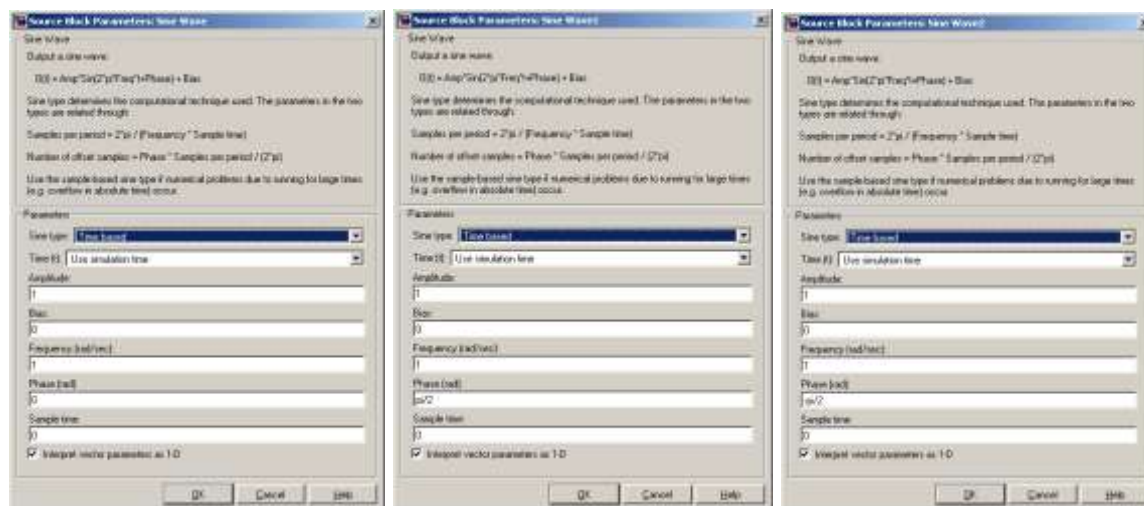 Source Block Parameters: Sine Wave
Sine Wave
Output a sine wave:
O(t) = Amp*Sin(2*pi*Freq*t+Phase) + Bias
Sine type determines the computational technique used. The parameters in the two
types are related through:
Samples per period = 2*pi / (Frequency * Sample time)
Number of offset samples = Phase * Samples per period / (2*pi)
Use the sample-based sine type if numerical problems due to running for large times
(e.g. overflow in absolute time) occur.
Parameters
Sine type: Time based
Time (t): Use simulation time
Amplitude:
1
Bias:
0
Frequency (rad/sec):
1
Phase (rad):
0
Sample time:
0
Interpret vector parameters as 1-D
OK Cancel Help
Source Block Parameters: Sine Wave1
Sine Wave
Output a sine wave:
O(t) = Amp*Sin(2*pi*Freq*t+Phase) + Bias
Sine type determines the computational technique used. The parameters in the two
types are related through:
Samples per period = 2*pi / (Frequency * Sample time)
Number of offset samples = Phase * Samples per period / (2*pi)
Use the sample-based sine type if numerical problems due to running for large times
(e.g. overflow in absolute time) occur.
Parameters
Sine type: Time based
Time (t): Use simulation time
Amplitude:
1
Bias:
0
Frequency (rad/sec):
1
Phase (rad):
pi/2
Sample time:
0
Interpret vector parameters as 1-D
OK Cancel Help
Source Block Parameters: Sine Wave2
Sine Wave
Output a sine wave:
O(t) = Amp*Sin(2*pi*Freq*t+Phase) + Bias
Sine type determines the computational technique used. The parameters in the two
types are related through:
Samples per period = 2*pi / (Frequency * Sample time)
Number of offset samples = Phase * Samples per period / (2*pi)
Use the sample-based sine type if numerical problems due to running for large times
(e.g. overflow in absolute time) occur.
Parameters
Sine type: Time based
Time (t): Use simulation time
Amplitude:
1
Bias:
0
Frequency (rad/sec):
1
Phase (rad):
-pi/2
Sample time:
0
Interpret vector parameters as 1-D
OK Cancel Help